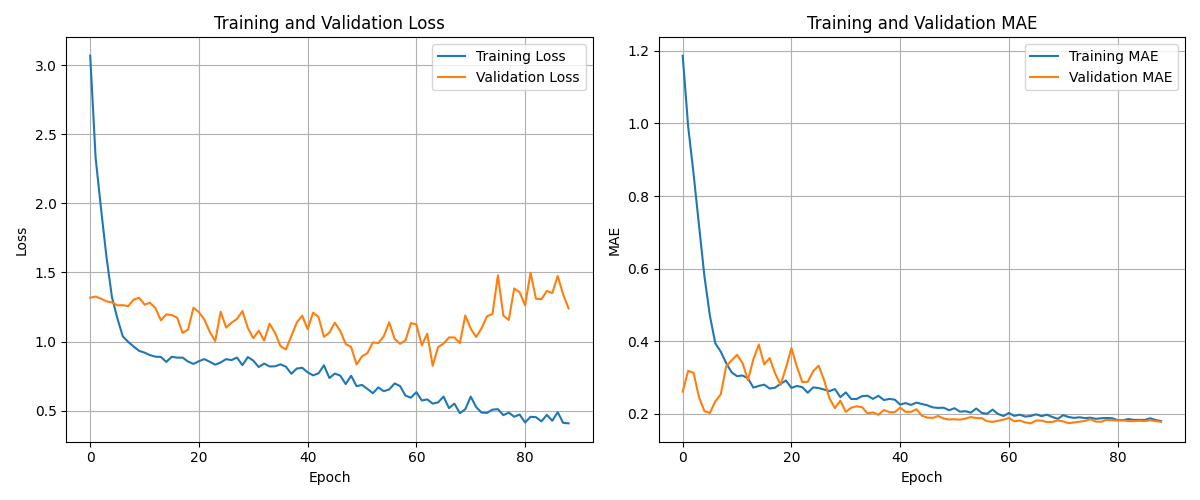 Training and Validation Loss
Training Loss
Validation Loss
3.0
2.5
2.0
1.5
1.0
0.5
Loss
0
20
40
60
80
Epoch
Training and Validation MAE
Training MAE
Validation MAE
1.2
1.0
0.8
0.6
0.4
0.2
MAE
0
20
40
60
80
Epoch